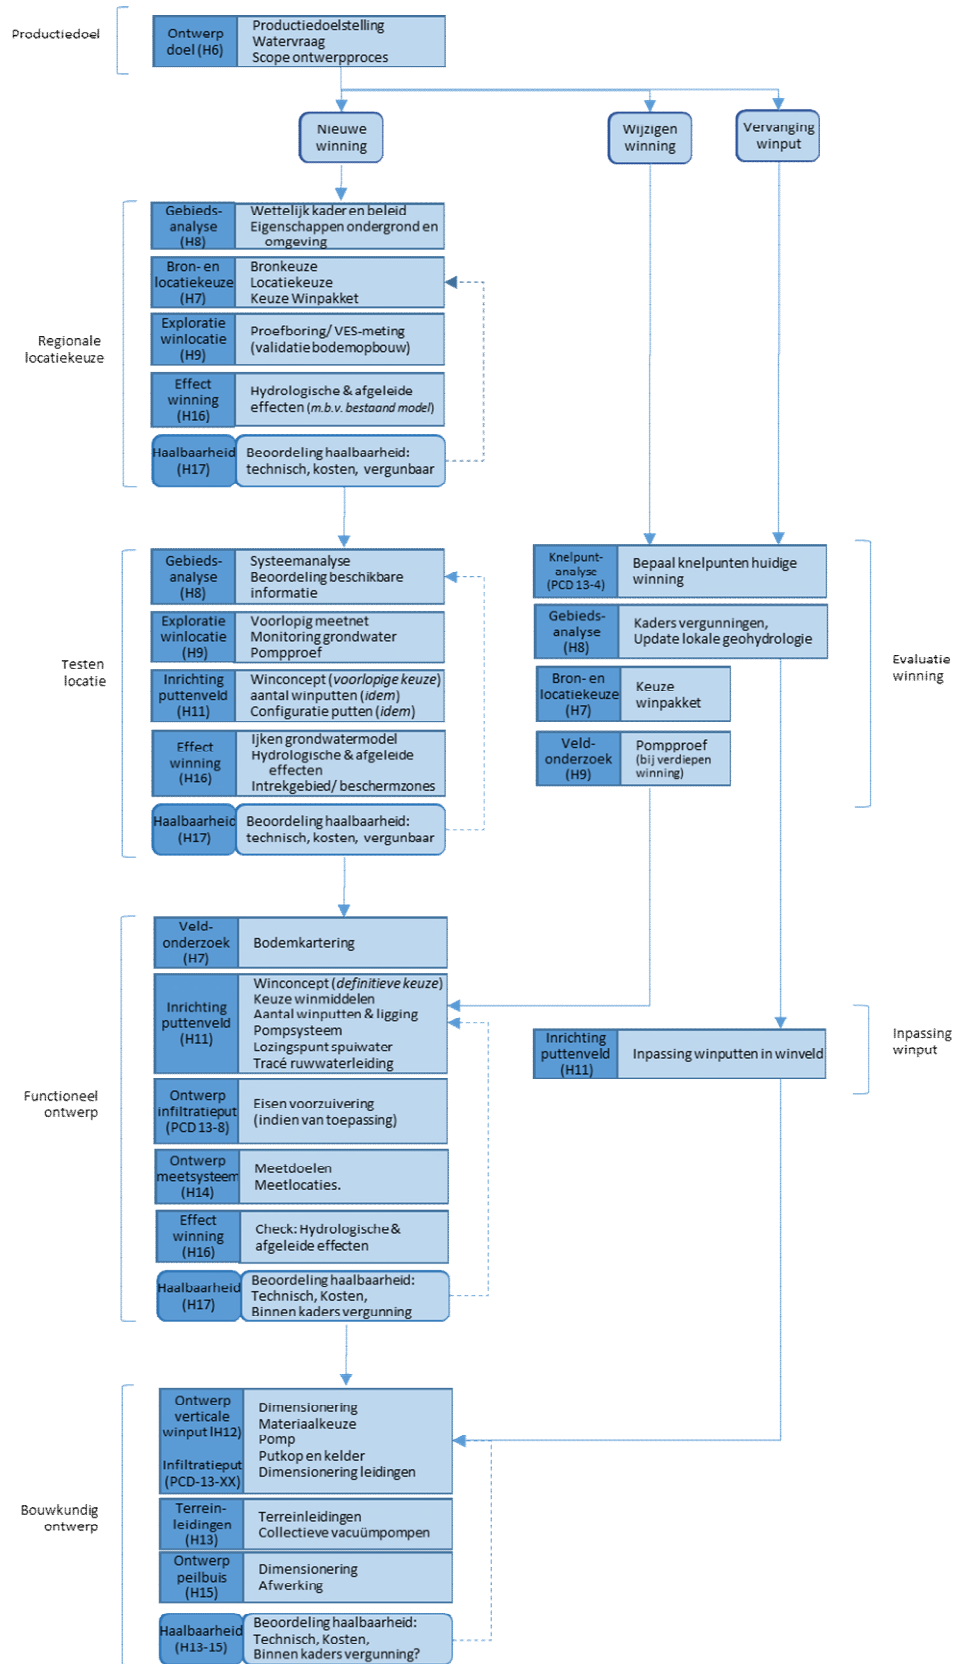 Productiedoel
Ontwerp
doel (H6)
Productiedoelstelling
Watervraag
Scope ontwerpproces
Nieuwe
winning
Wijzigen
winning
Vervanging
winput
Regionale
locatiekeuze
Gebieds-
analyse
(H8)
Wettelijk kader en beleid
Eigenschappen ondergrond en
omgeving
Bron- en
locatiekeuze
(H7)
Bronkeuze
Locatiekeuze
Keuze Winpakket
Exploratie
winlocatie
(H9)
Proefboring/ VES-meting
(validatie bodemopbouw)
Effect
winning
(H16)
Hydrologische & afgeleide
effecten (m.b.v. bestaand model)
Haalbaarheid
(H17)
Beoordeling haalbaarheid:
technisch, kosten, vergunbaar
Testen
locatie
Gebieds-
analyse
(H8)
Systeemanalyse
Beoordeling beschikbare
informatie
Exploratie
winlocatie
(H9)
Voorlopig meetnet
Monitoring grondwater
Pompproef
Inrichting
puttenveld
(H11)
Winconcept (voorlopige keuze)
aantal winputten (idem)
Configuratie putten (idem)
Effect
winning
(H16)
Ijken grondwatermodel
Hydrologische & afgeleide
effecten
Intrekgebied/ beschermzones
Haalbaarheid
(H17)
Beoordeling haalbaarheid:
technisch, kosten, vergunbaar
Knelpunt-
analyse
(PCD 13-4)
Bepaal knelpunten huidige
winning
Gebieds-
analyse
(H8)
Kaders vergunningen,
Update lokale geohydrologie
Bron- en
locatiekeuze
(H7)
Keuze
winpakket
Veld-
onderzoek
(H9)
Pompproef
(bij verdiepen
winning)
Evaluatie
winning
Functioneel
ontwerp
Veld-
onderzoek
(H7)
Bodemkartering
Inrichting
puttenveld
(H11)
Winconcept (definitieve keuze)
Keuze winmiddelen
Aantal winputten & ligging
Pompsysteem
Lozingspunt spuiwater
Tracé ruwwaterleiding
Ontwerp
infiltratieput
(PCD 13-8)
Eisen voorzuivering
(indien van toepassing)
Ontwerp
meetsysteem
(H14)
Meetdoelen
Meetlocaties.
Effect
winning
(H16)
Check: Hydrologische &
afgeleide effecten
Haalbaarheid
(H17)
Beoordeling haalbaarheid:
Technisch, Kosten,
Binnen kaders vergunning
Inrichting
puttenveld
(H11)
Inpassing winputten in winveld
Inpassing
winput
Bouwkundig
ontwerp
Ontwerp
verticale
winput (H12)
Infiltratieput
(PCD-13-XX)
Dimensionering
Materiaalkeuze
Pomp
Putkop en kelder
Dimensionering leidingen
Terrein-
leidingen
(H13)
Terreinleidingen
Collectieve vacuümpompen
Ontwerp
peilbuis
(H15)
Dimensionering
Afwerking
Haalbaarheid
(H13-15)
Beoordeling haalbaarheid:
Technisch, Kosten,
Binnen kaders vergunning?